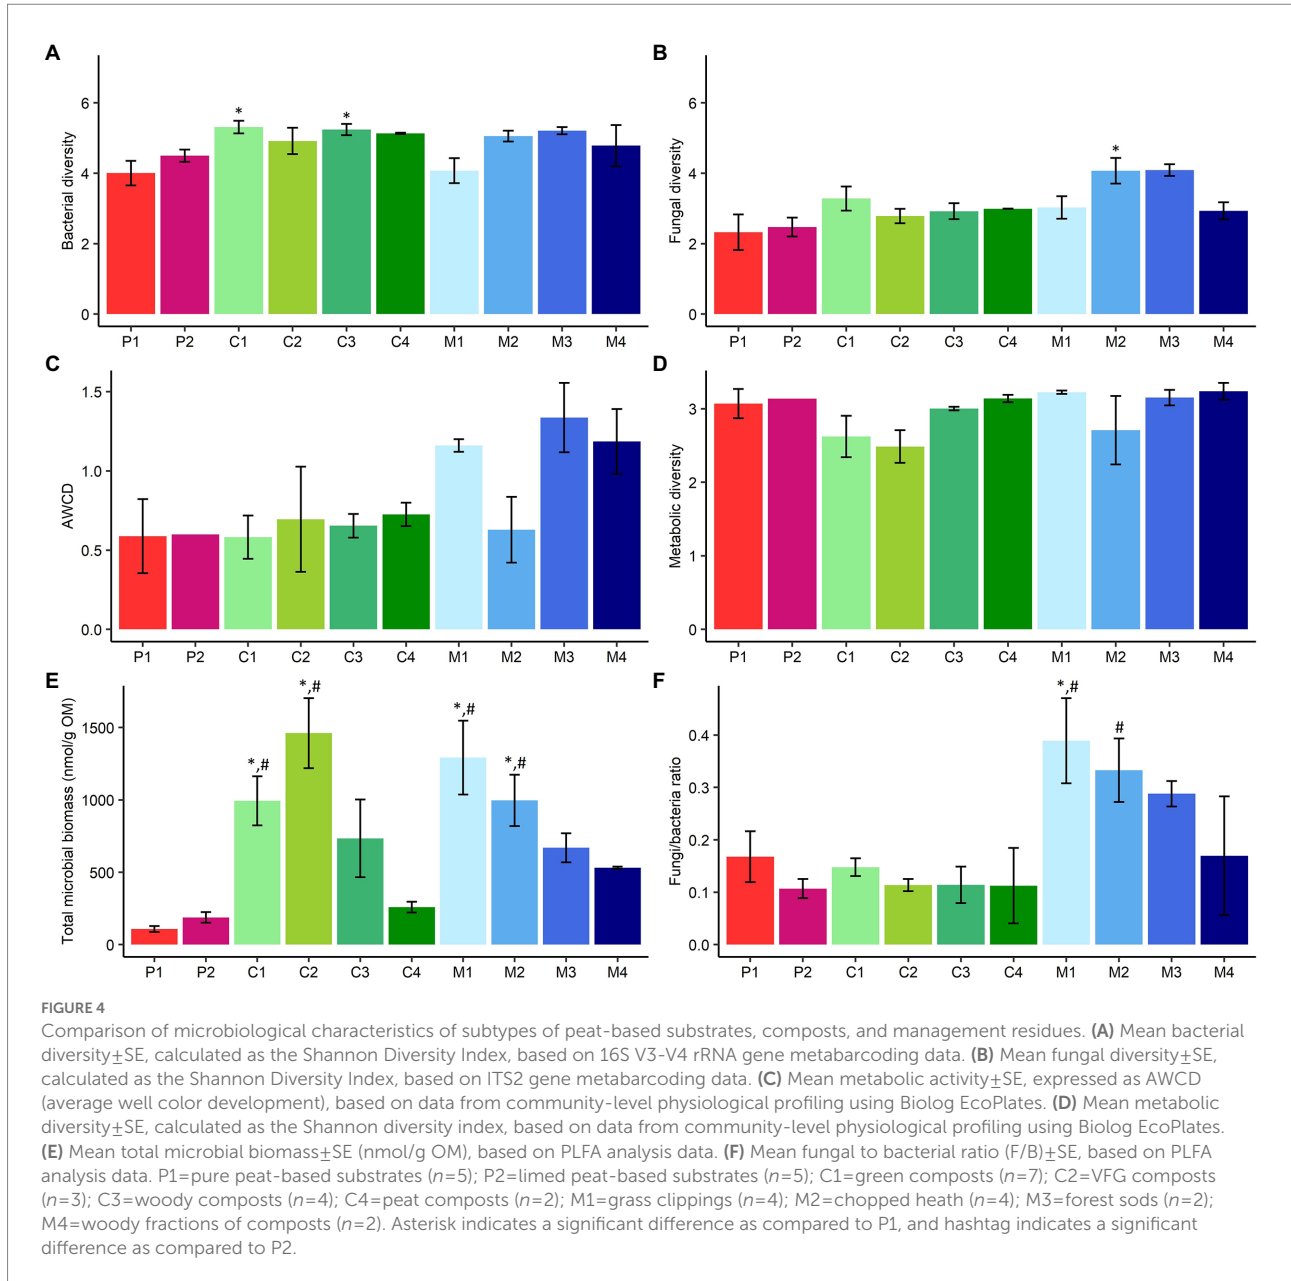 A
Bacterial diversity
6
4
2
0
* *
P1 P2 C1 C2 C3 C4 M1 M2 M3 M4
B
Fungal diversity
6
4
2
0
*
P1 P2 C1 C2 C3 C4 M1 M2 M3 M4
C
AWCD
1.5
1.0
0.5
0.0
P1 P2 C1 C2 C3 C4 M1 M2 M3 M4
D
Metabolic diversity
3
2
1
0
P1 P2 C1 C2 C3 C4 M1 M2 M3 M4
E
Total microbial biomass (nmol/g OM)
1500
1000
500
0
*,# *,# *,# *,#
P1 P2 C1 C2 C3 C4 M1 M2 M3 M4
F
Fungi/bacteria ratio
0.4
0.3
0.2
0.1
0.0
*,# #
P1 P2 C1 C2 C3 C4 M1 M2 M3 M4
FIGURE 4
Comparison of microbiological characteristics of subtypes of peat-based substrates, composts, and management residues. (A) Mean bacterial
diversity±SE, calculated as the Shannon Diversity Index, based on 16S V3-V4 rRNA gene metabarcoding data. (B) Mean fungal diversity±SE,
calculated as the Shannon Diversity Index, based on ITS2 gene metabarcoding data. (C) Mean metabolic activity±SE, expressed as AWCD
(average well color development), based on data from community-level physiological profiling using Biolog EcoPlates. (D) Mean metabolic
diversity±SE, calculated as the Shannon diversity index, based on data from community-level physiological profiling using Biolog EcoPlates.
(E) Mean total microbial biomass±SE (nmol/g OM), based on PLFA analysis data. (F) Mean fungal to bacterial ratio (F/B)±SE, based on PLFA
analysis data. P1=pure peat-based substrates (n=5); P2=limed peat-based substrates (n=5); C1=green composts (n=7); C2=VFG composts
(n=3); C3=woody composts (n=4); C4=peat composts (n=2); M1=grass clippings (n=4); M2=chopped heath (n=4); M3=forest sods (n=2);
M4=woody fractions of composts (n=2). Asterisk indicates a significant difference as compared to P1, and hashtag indicates a significant
difference as compared to P2.